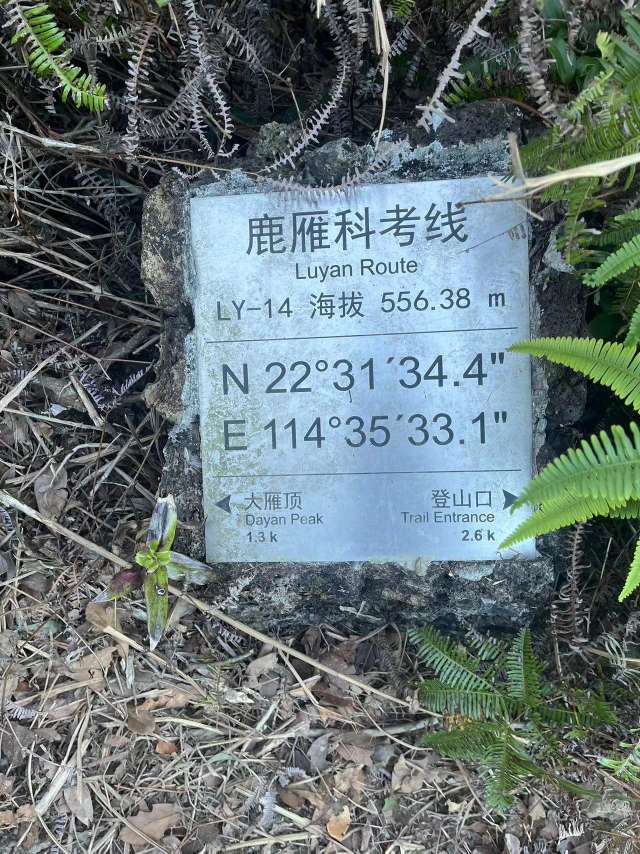 鹿雁科考线
Luyan Route
LY-14 海拔 556.38 m
N 22°31´34.4"
E 114°35´33.1"
大雁顶
Dayan Peak
1.3 k
登山口
Trail Entrance
2.6 k